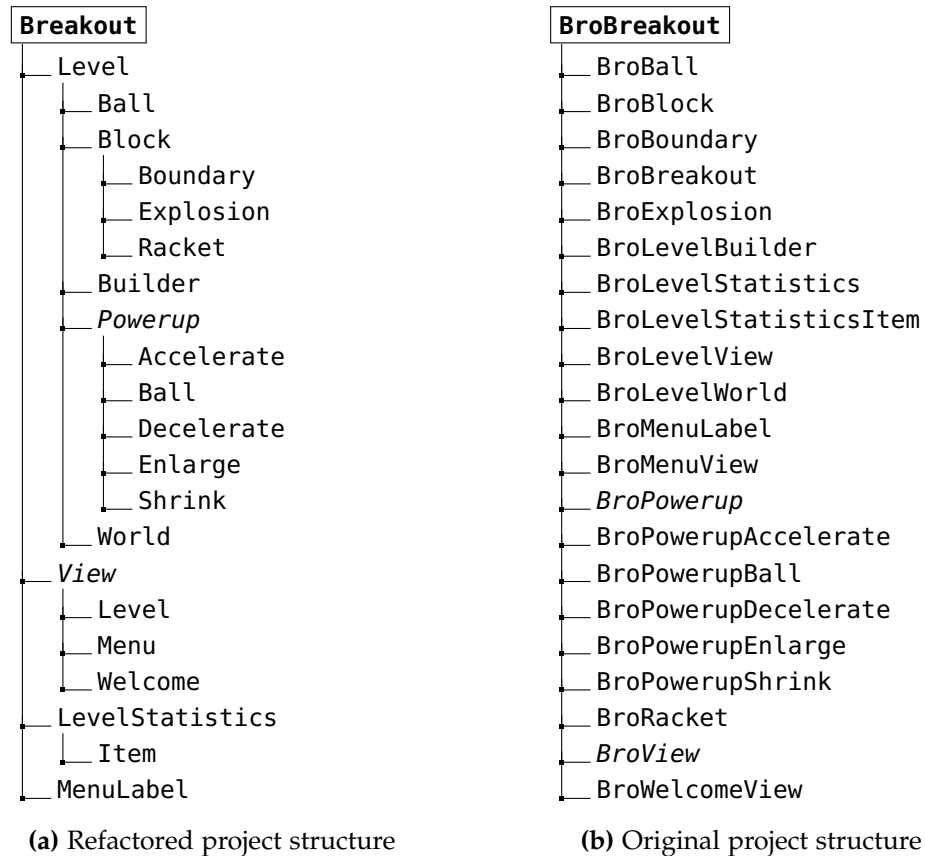 Breakout
Level
Ball
Block
Boundary
Explosion
Racket
Builder
Powerup
Accelerate
Ball
Decelerate
Enlarge
Shrink
World
View
Level
Menu
Welcome
LevelStatistics
Item
MenuLabel
(a) Refactored project structure
BroBreakout
BroBall
BroBlock
BroBoundary
BroBreakout
BroExplosion
BroLevelBuilder
BroLevelStatistics
BroLevelStatisticsItem
BroLevelView
BroLevelWorld
BroMenuLabel
BroMenuView
BroPowerup
BroPowerupAccelerate
BroPowerupBall
BroPowerupDecelerate
BroPowerupEnlarge
BroPowerupShrink
BroRacket
BroView
BroWelcomeView
(b) Original project structure